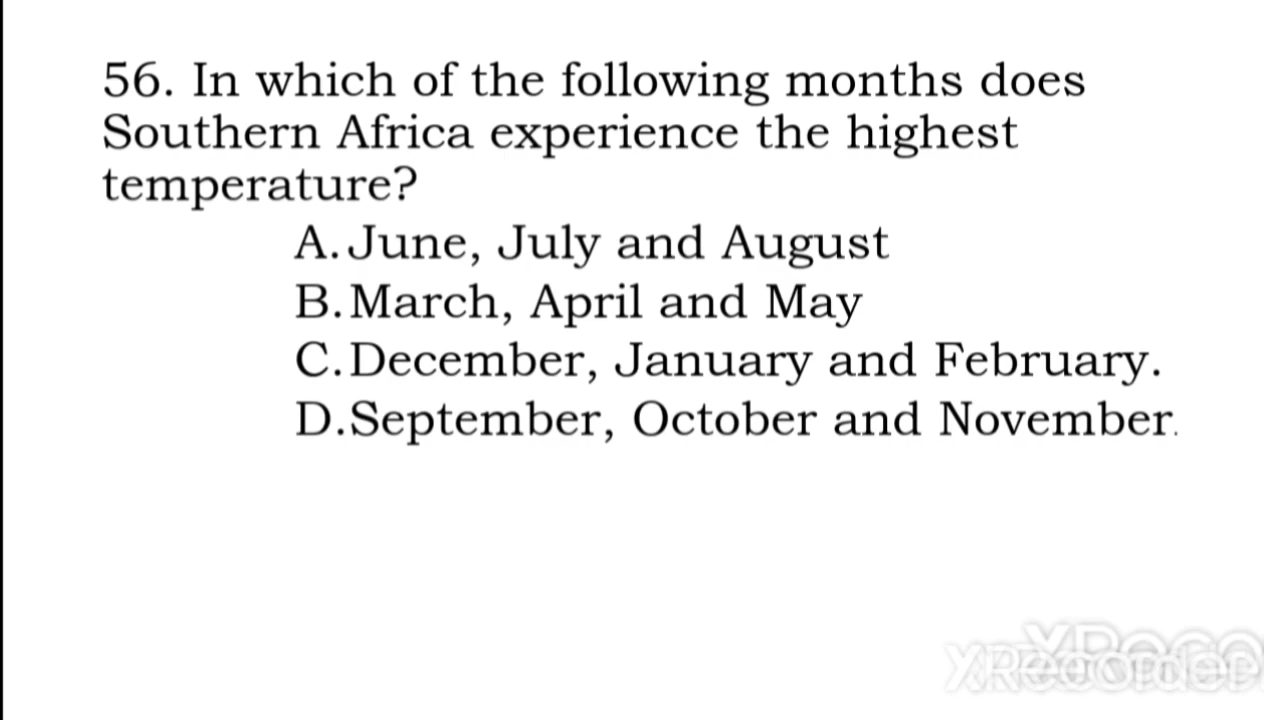 56. In which of the following months does
Southern Africa experience the highest
temperature?
A. June, July and August
B. March, April and May
C. December, January and February.
D. September, October and November.
XRecorder